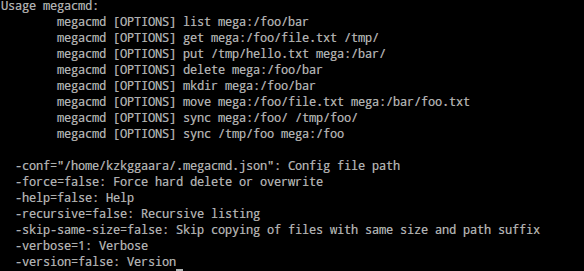 Usage megacmd:
megacmd [OPTIONS] list mega:/foo/bar
megacmd [OPTIONS] get mega:/foo/file.txt /tmp/
megacmd [OPTIONS] put /tmp/hello.txt mega:/bar/
megacmd [OPTIONS] delete mega:/foo/bar
megacmd [OPTIONS] mkdir mega:/foo/bar
megacmd [OPTIONS] move mega:/foo/file.txt mega:/bar/foo.txt
megacmd [OPTIONS] sync mega:/foo/ /tmp/foo/
megacmd [OPTIONS] sync /tmp/foo mega:/foo
-conf="/home/kzkggaara/.megacmd.json": Config file path
-force=false: Force hard delete or overwrite
-help=false: Help
-recursive=false: Recursive listing
-skip-same-size=false: Skip copying of files with same size and path suffix
-verbose=1: Verbose
-version=false: Version